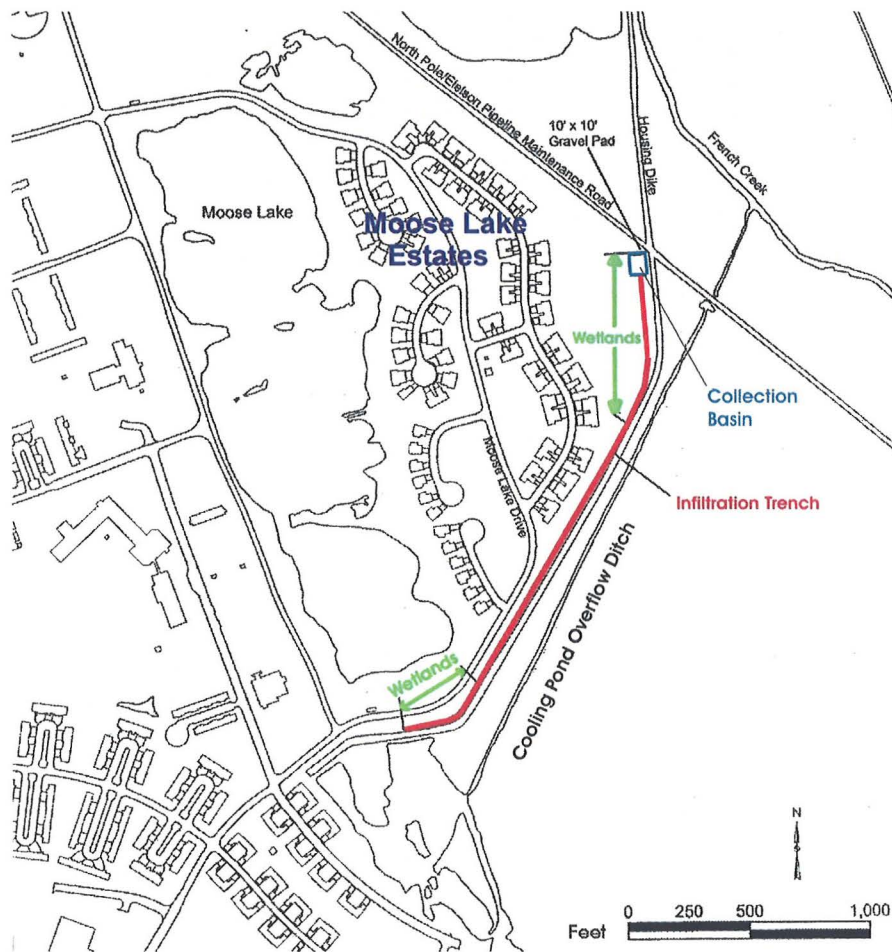 North Pole/Eielson Pipeline Maintenance Road
10' x 10'
Gravel Pad
Housing Dike
French Creek
Moose Lake
Moose Lake
Estates
Wetlands
Collection
Basin
Moose Lake Drive
Infiltration Trench
Cooling Pond Overflow Ditch
Wetlands
N
Feet
0 250 500 1,000